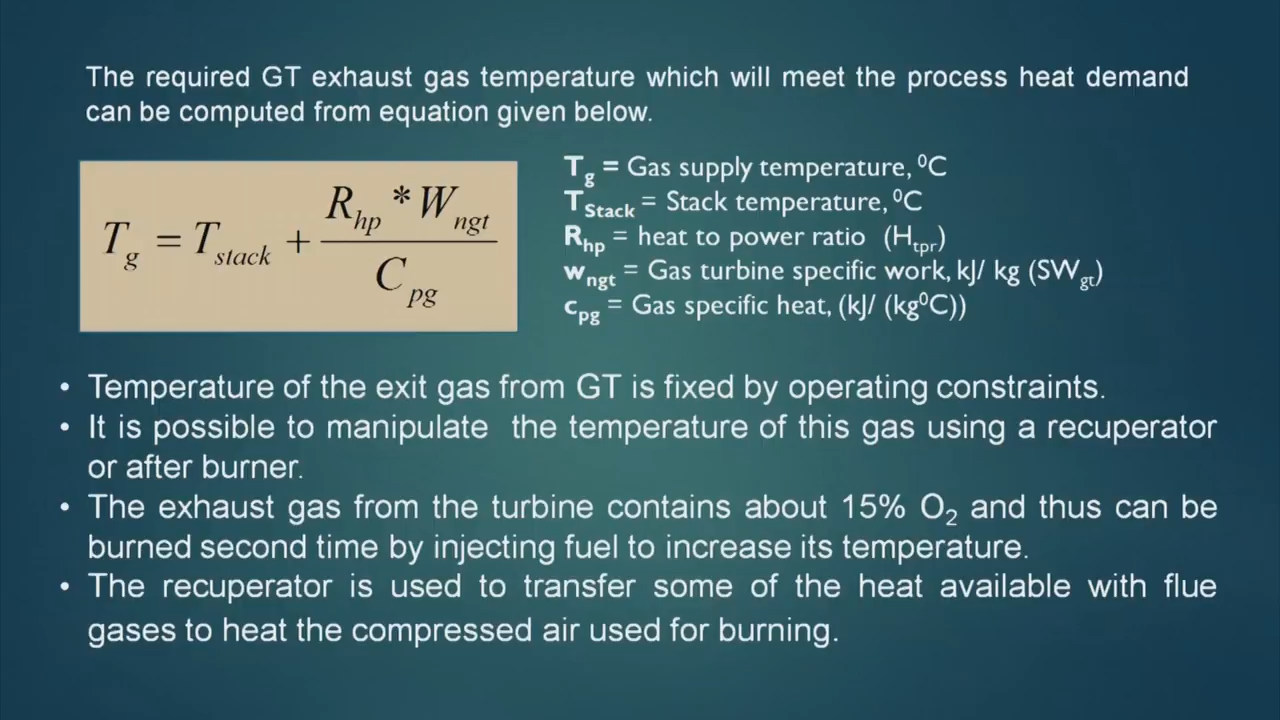 The required GT exhaust gas temperature which will meet the process heat demand
can be computed from equation given below.
T_g = T_stack + (R_hp * W_ngt) / C_pg
T_g = Gas supply temperature, ⁰C
T_Stack = Stack temperature, ⁰C
R_hp = heat to power ratio (H_tpr)
w_ngt = Gas turbine specific work, kJ/ kg (SW_gt)
c_pg = Gas specific heat, (kJ/ (kg⁰C))
• Temperature of the exit gas from GT is fixed by operating constraints.
• It is possible to manipulate the temperature of this gas using a recuperator
or after burner.
• The exhaust gas from the turbine contains about 15% O₂ and thus can be
burned second time by injecting fuel to increase its temperature.
• The recuperator is used to transfer some of the heat available with flue
gases to heat the compressed air used for burning.